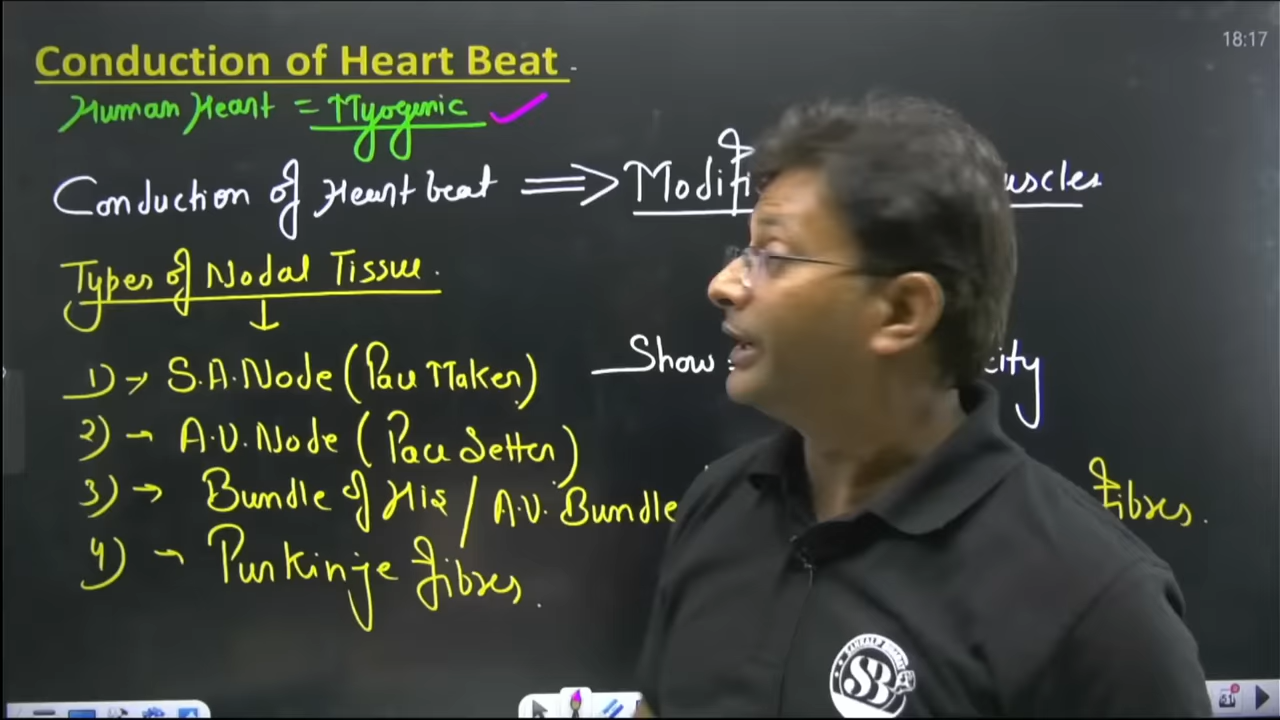 18:17
Conduction of Heart Beat
Human Heart = Myogenic ✓
Conduction of Heart beat ⇒ Modifi uscles
Types of Nodal Tissue.
↓
1) → S.A. Node (Pace Maker) Show city
2) → A.V. Node (Pace Setter)
3) → Bundle of His / A.V. Bundle fibres.
4) → Purkinje fibres.
SB